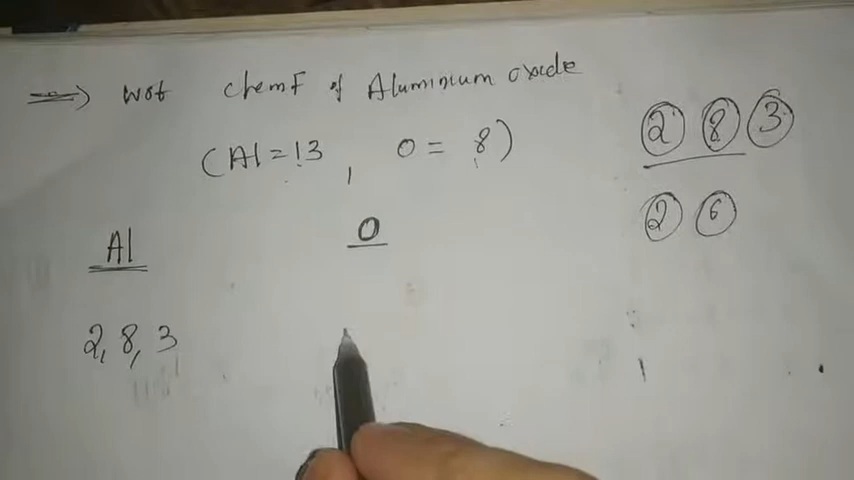 ⇒ wot chemF of Aluminium oxide
(Al = 13, O = 8)
2 8 3
2 6
Al O
2, 8, 3